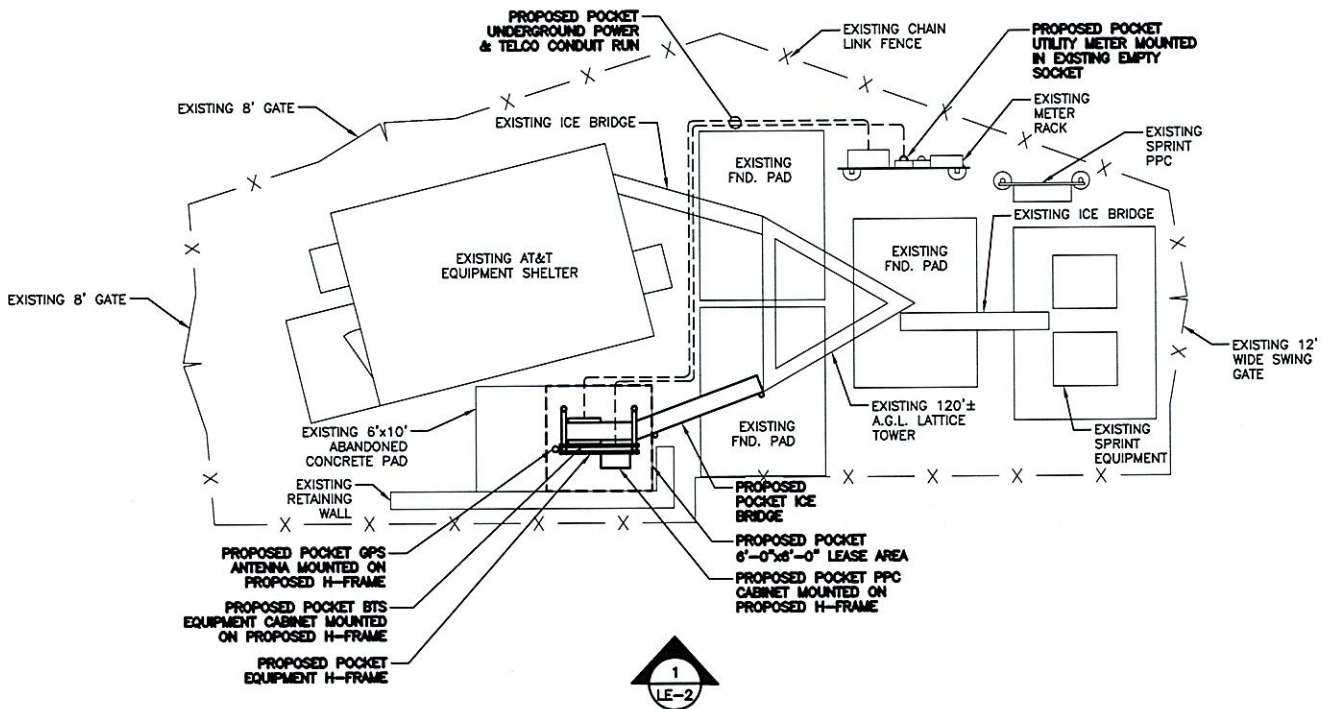 PROPOSED POCKET
UNDERGROUND POWER
& TELCO CONDUIT RUN
EXISTING CHAIN
LINK FENCE
PROPOSED POCKET
UTILITY METER MOUNTED
IN EXISTING EMPTY
SOCKET
EXISTING 8' GATE
EXISTING ICE BRIDGE
EXISTING
METER
RACK
EXISTING
SPRINT
PPC
EXISTING
FND. PAD
EXISTING ICE BRIDGE
EXISTING AT&T
EQUIPMENT SHELTER
EXISTING
FND. PAD
EXISTING 8' GATE
EXISTING 12'
WIDE SWING
GATE
EXISTING 6'x10'
ABANDONED
CONCRETE PAD
EXISTING
FND. PAD
EXISTING 120'±
A.G.L. LATTICE
TOWER
EXISTING
SPRINT
EQUIPMENT
EXISTING
RETAINING
WALL
PROPOSED
POCKET ICE
BRIDGE
PROPOSED POCKET GPS
ANTENNA MOUNTED ON
PROPOSED H-FRAME
PROPOSED POCKET
6'-0"x6'-0" LEASE AREA
PROPOSED POCKET PPC
CABINET MOUNTED ON
PROPOSED H-FRAME
PROPOSED POCKET BTS
EQUIPMENT CABINET MOUNTED
ON PROPOSED H-FRAME
PROPOSED POCKET
EQUIPMENT H-FRAME
1
LE-2